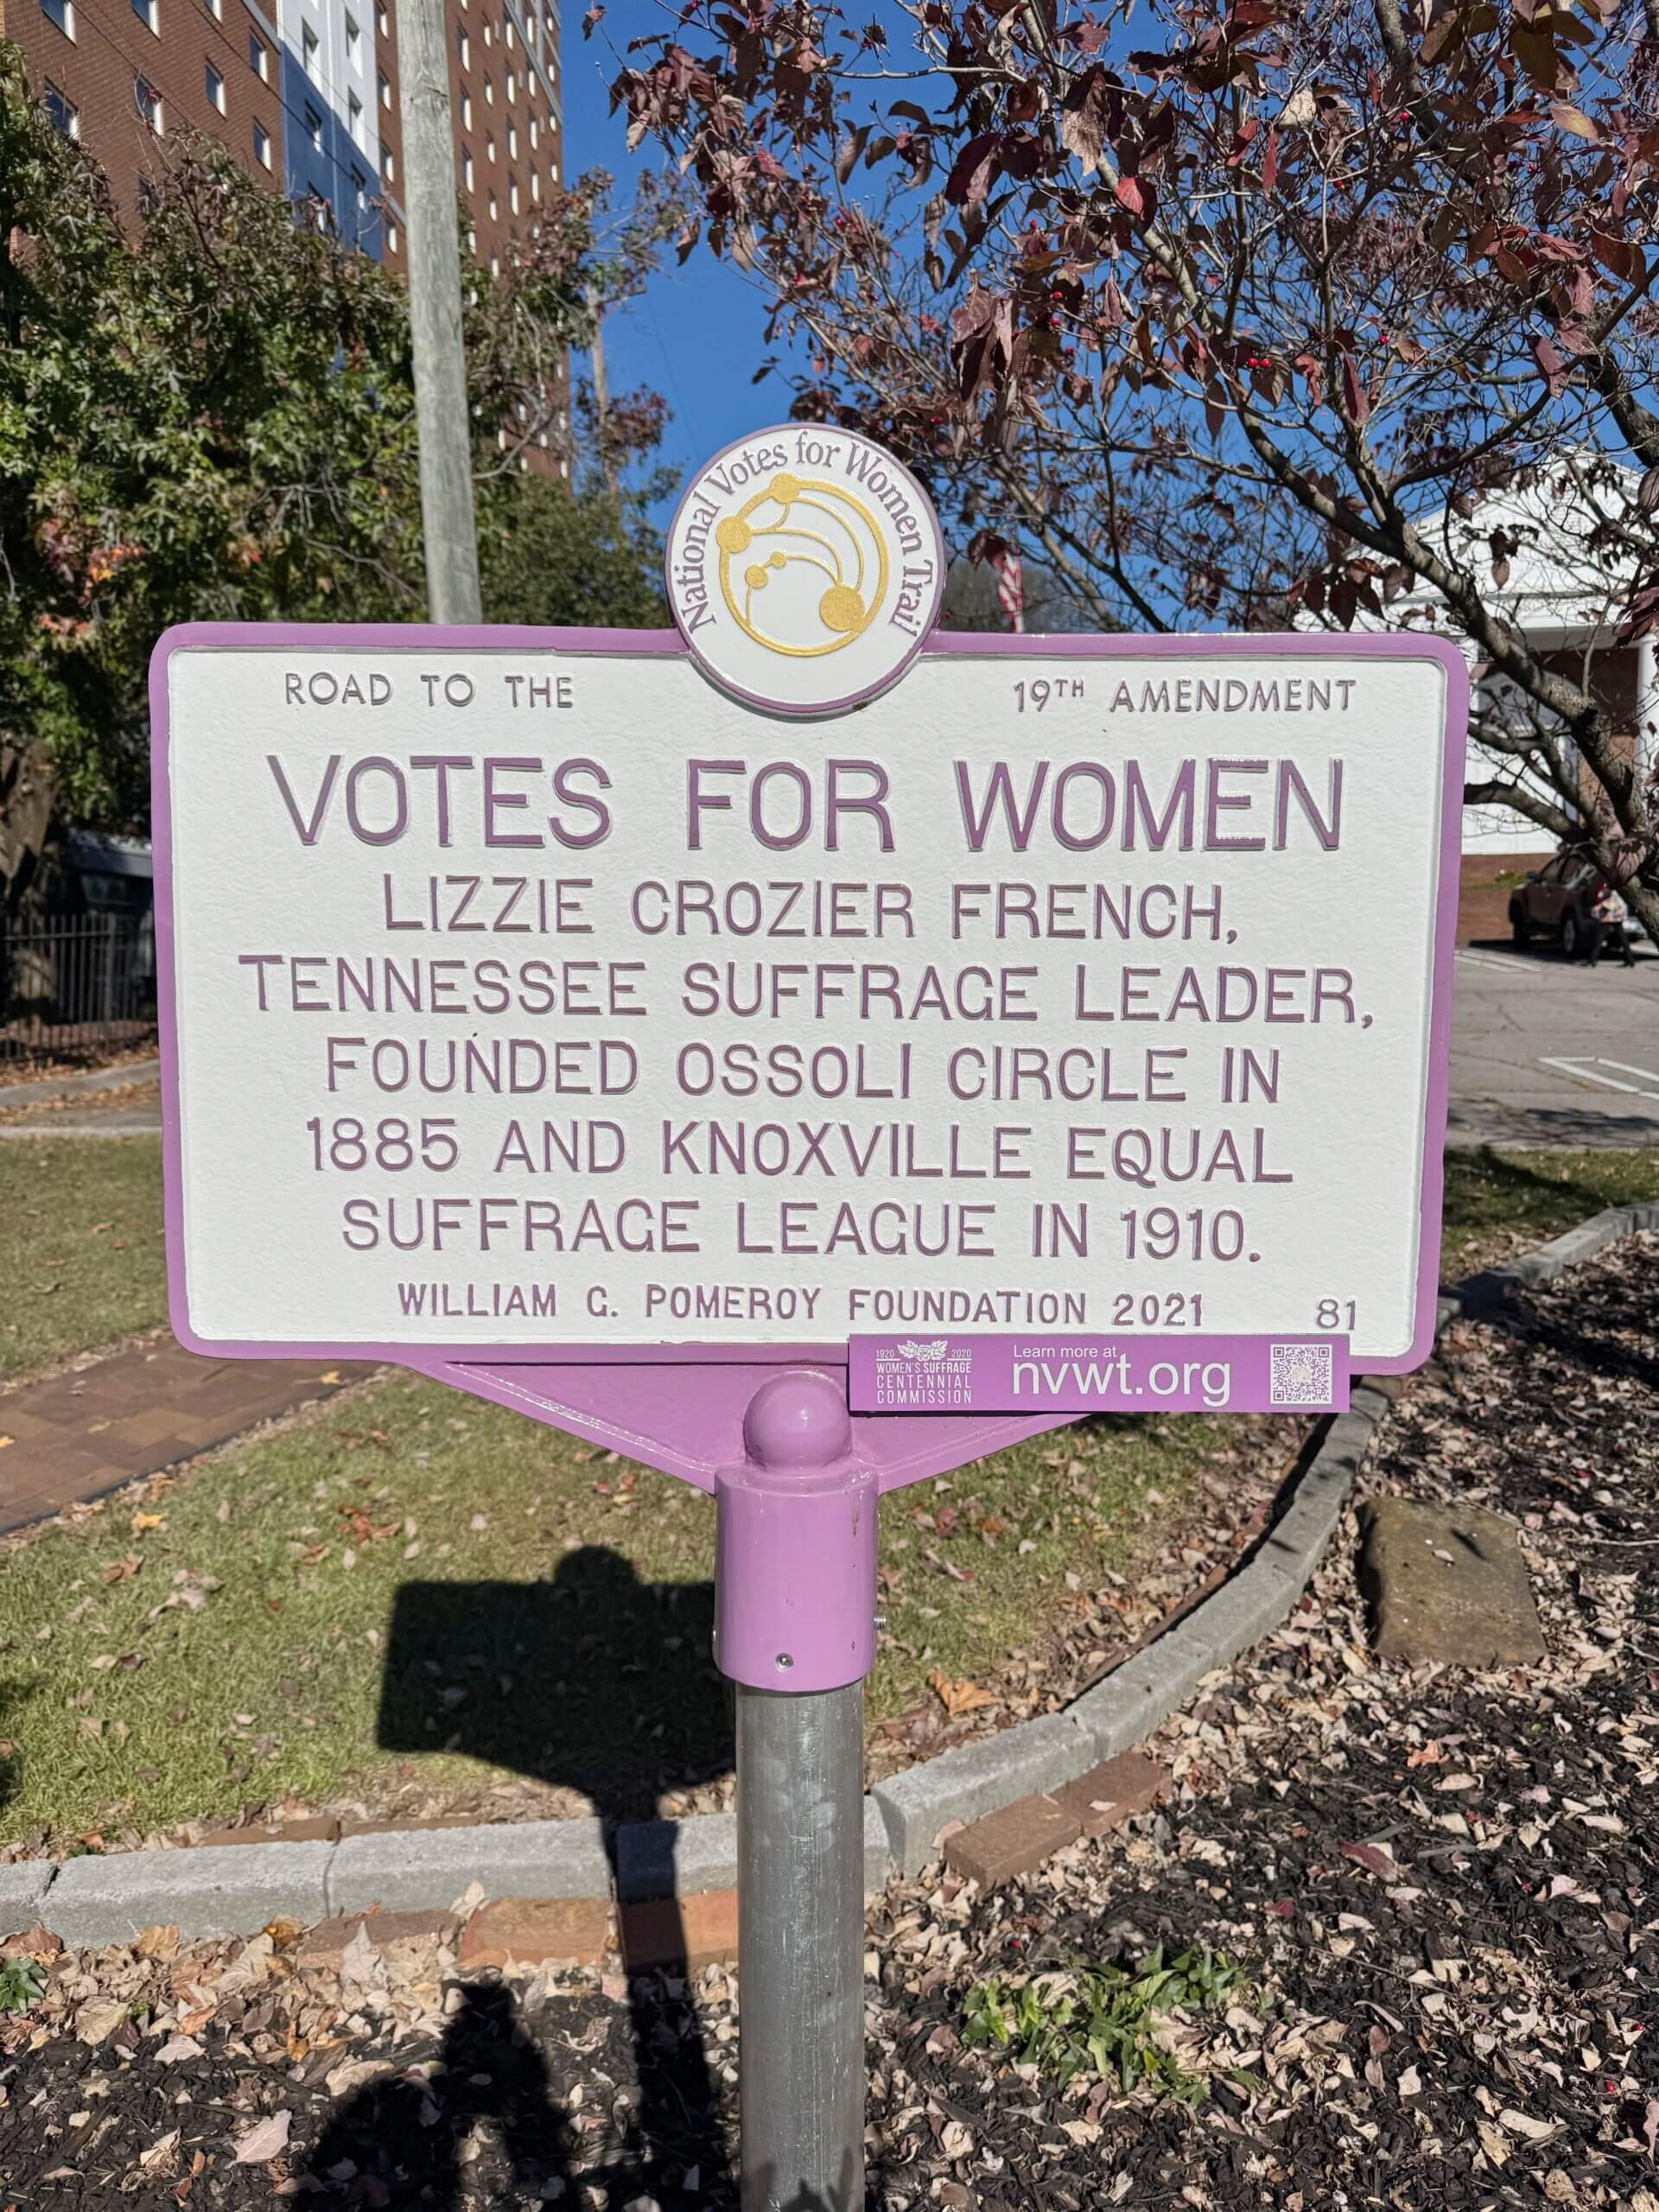 National Votes for Women Trail
ROAD TO THE 19TH AMENDMENT
VOTES FOR WOMEN
LIZZIE CROZIER FRENCH,
TENNESSEE SUFFRAGE LEADER,
FOUNDED OSSOLI CIRCLE IN
1885 AND KNOXVILLE EQUAL
SUFFRAGE LEAGUE IN 1910.
WILLIAM G. POMEROY FOUNDATION 2021 81
1920 2020
WOMEN'S SUFFRAGE
CENTENNIAL
COMMISSION
Learn more at
nvwt.org